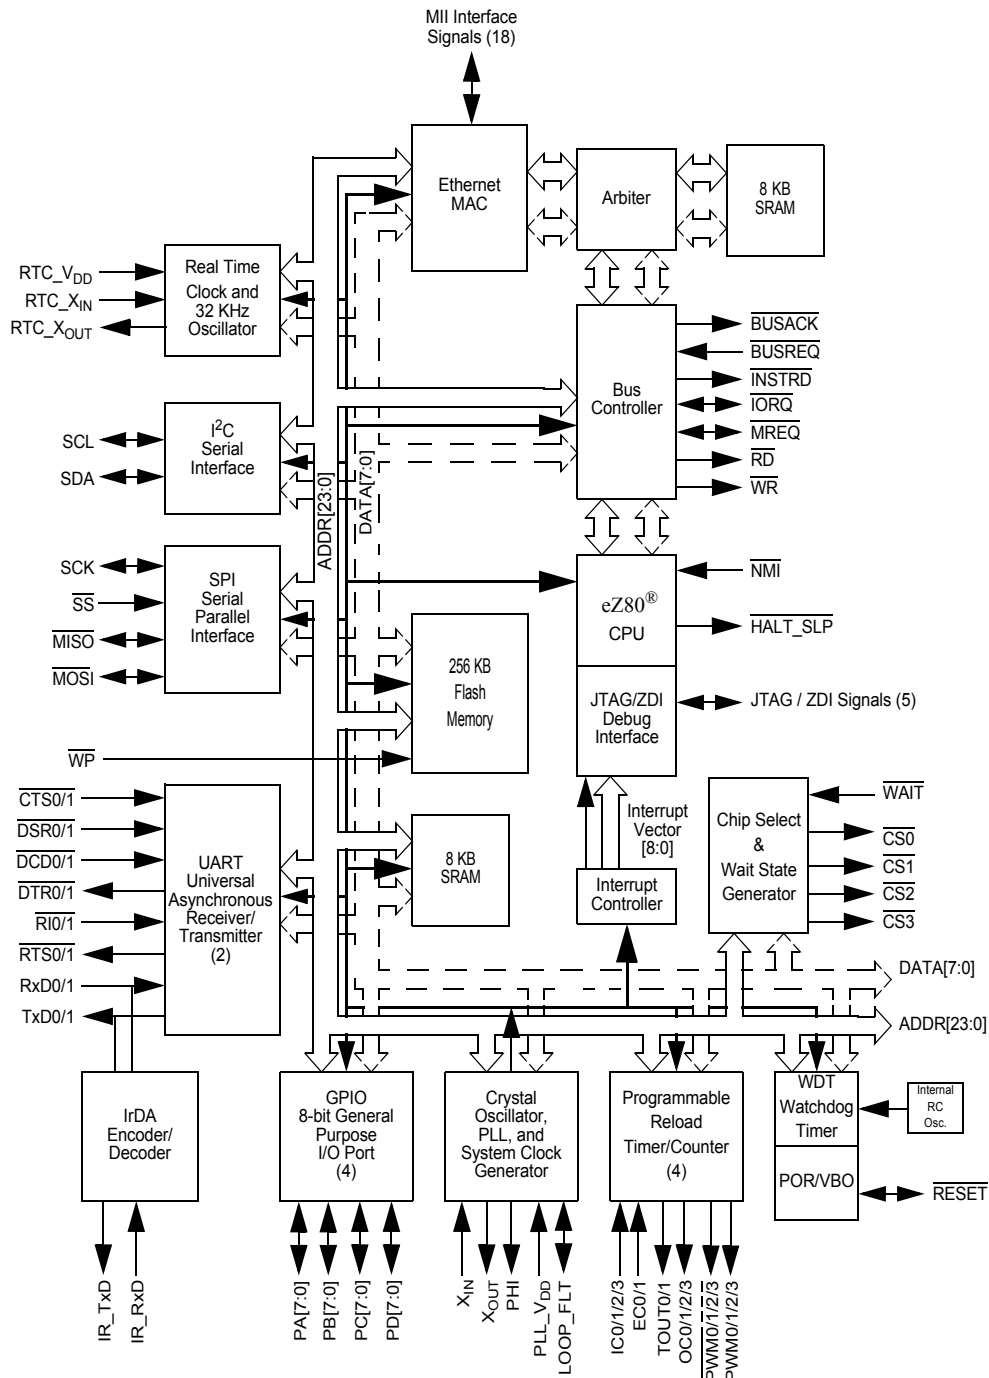 MII Interface
Signals (18)
Ethernet
MAC
Arbiter
8 KB
SRAM
RTC_VDD
RTC_XIN
RTC_XOUT
Real Time
Clock and
32 KHz
Oscillator
Bus
Controller
BUSACK
BUSREQ
INSTRD
IORQ
MREQ
RD
WR
SCL
SDA
I2C
Serial
Interface
ADDR[23:0]
DATA[7:0]
SCK
SS
MISO
MOSI
SPI
Serial
Parallel
Interface
eZ80®
CPU
NMI
HALT_SLP
256 KB
Flash
Memory
JTAG/ZDI
Debug
Interface
JTAG / ZDI Signals (5)
WP
CTS0/1
DSR0/1
DCD0/1
DTR0/1
RI0/1
RTS0/1
RxD0/1
TxD0/1
UART
Universal
Asynchronous
Receiver/
Transmitter
(2)
8 KB
SRAM
Interrupt
Vector
[8:0]
Interrupt
Controller
Chip Select
&
Wait State
Generator
WAIT
CS0
CS1
CS2
CS3
DATA[7:0]
ADDR[23:0]
IrDA
Encoder/
Decoder
GPIO
8-bit General
Purpose
I/O Port
(4)
Crystal
Oscillator,
PLL, and
System Clock
Generator
Programmable
Reload
Timer/Counter
(4)
WDT
Watchdog
Timer
POR/VBO
Internal
RC
Osc.
RESET
IR_TxD
IR_RxD
PA[7:0]
PB[7:0]
PC[7:0]
PD[7:0]
XIN
XOUT
PHI
PLL_VDD
LOOP_FLT
IC0/1/2/3
EC0/1
TOUT0/1
OC0/1/2/3
PWM0/1/2/3
PWM0/1/2/3